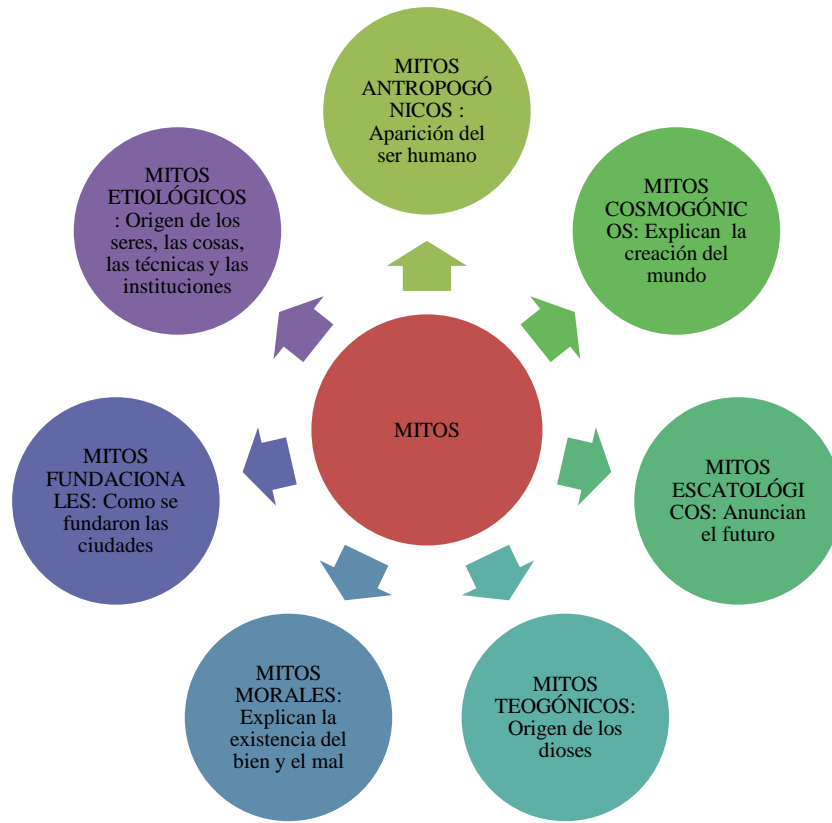 MITOS
ANTROPOGÓ
NICOS :
Aparición del
ser humano
MITOS
COSMOGÓNIC
OS: Explican la
creación del
mundo
MITOS
ESCATOLÓGI
COS: Anuncian
el futuro
MITOS
TEOGÓNICOS:
Origen de los
dioses
MITOS
MORALES:
Explican la
existencia del
bien y el mal
MITOS
FUNDACIONA
LES: Como se
fundaron las
ciudades
MITOS
ETIOLÓGICOS
: Origen de los
seres, las cosas,
las técnicas y las
instituciones
MITOS